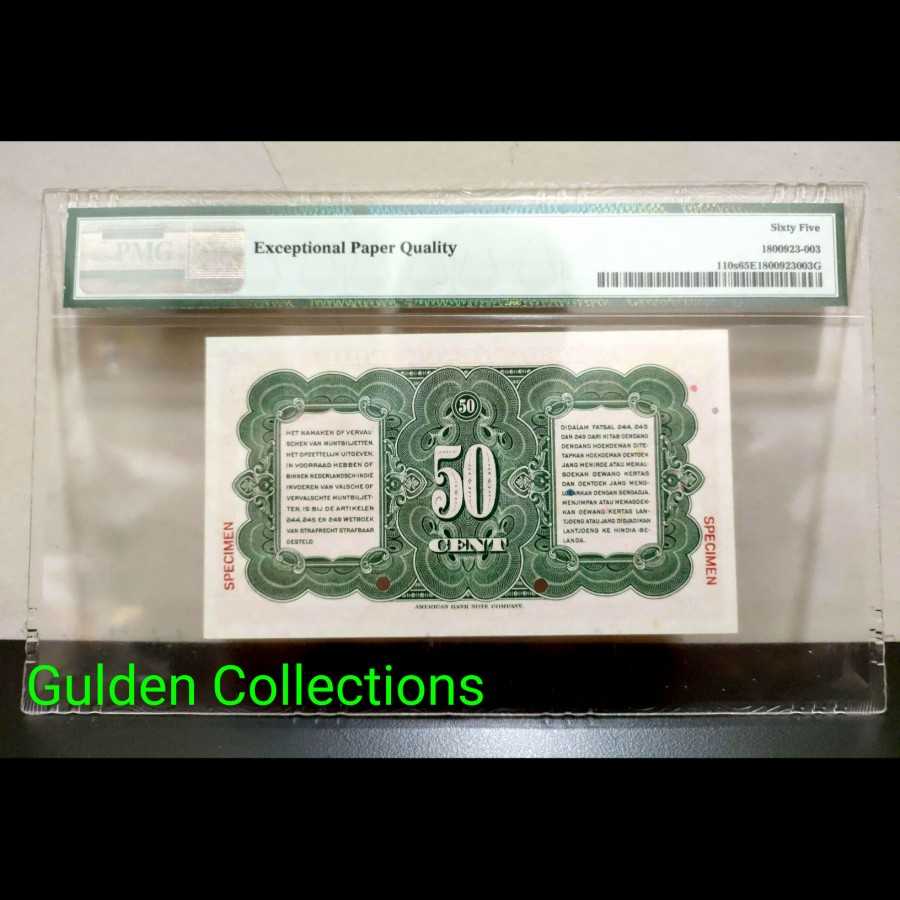 PMG
Exceptional Paper Quality
Sixty Five
1800923-003
110s65E1800923003G
50
HET NAMAKEN OF VERVAL-
SCHEN VAN MUNTBILJETTEN,
HET OPZETTELIJK UITGEVEN,
IN VOORRAAD HEBBEN OF
BINNEN NEDERLANDSCH-INDIË
INVOEREN VAN VALSCHE OF
VERVALSCHTE MUNTBILJET-
TEN, IS BIJ DE ARTIKELEN
244, 245 EN 249 WETBOEK
VAN STRAFRECHT STRAFBAAR
GESTELD
50
CENT
DIDALAM FATSAL 244, 245
DAN 249 DARI KITAB OENDANG
OENDANG HOEKOEMAN DITE-
TAPKAN HOEKOEMAN OENTOEK
JANG MENIROE ATAU MEMAL-
SOEKAN OEWANG KERTAS
DAN OENTOEK JANG MENG-
LOEARKAN DENGAN SENGADJA,
MENJIMPAN ATAU MEMASOEK-
KAN OEWANG KERTAS LAN-
TJOENG ATAU JANG DIDJADIKAN
LANTJOENG KE HINDIA-BE-
LANDA.
SPECIMEN
SPECIMEN
AMERICAN BANK NOTE COMPANY.
Gulden Collections